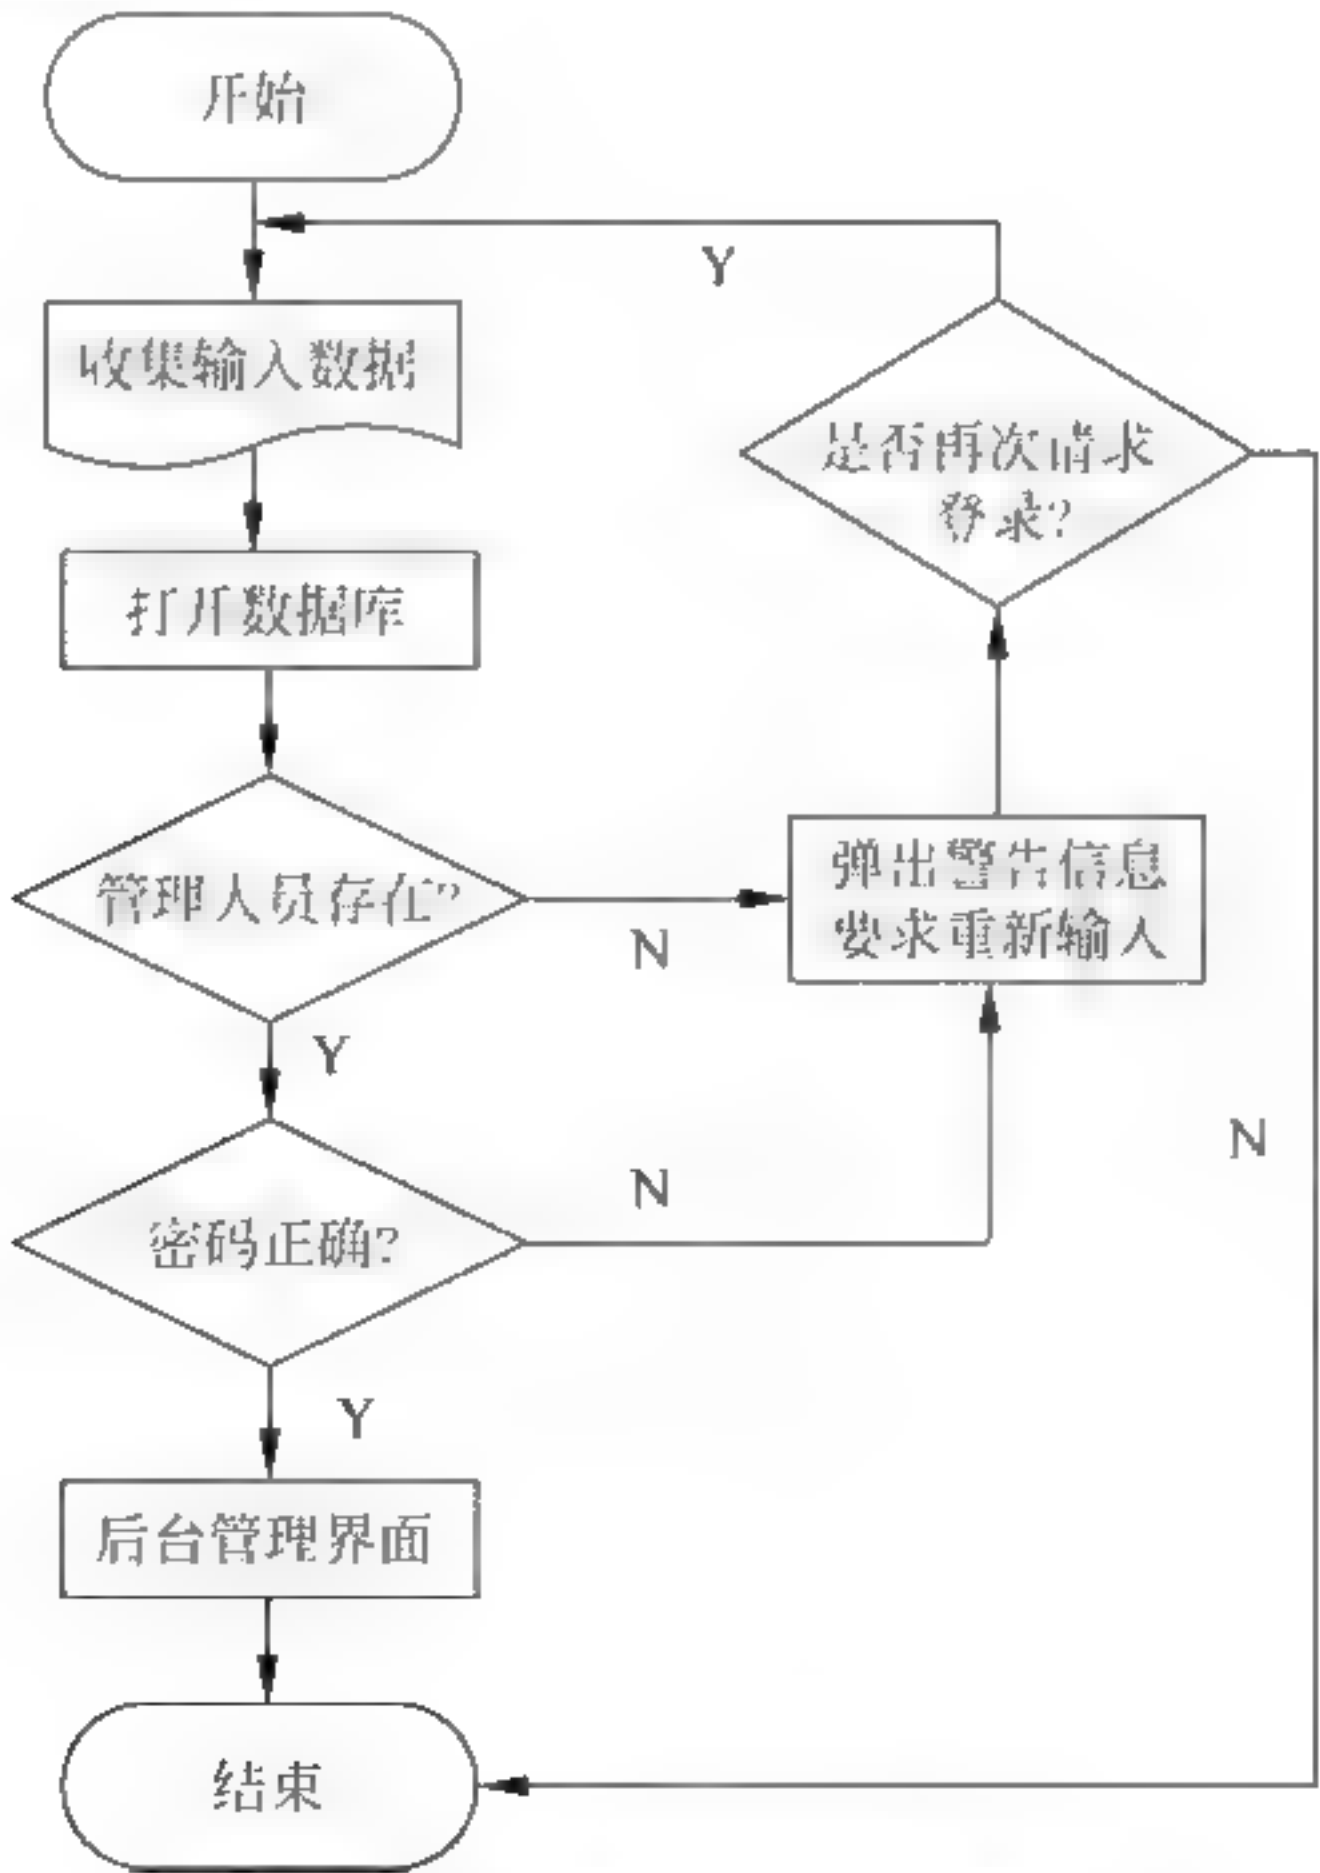 开始
Y
收集输入数据
是否再次请求
登录?
打开数据库
管理人员存在?
弹出警告信息
要求重新输入
N
Y
N
N
密码正确?
Y
后台管理界面
结束